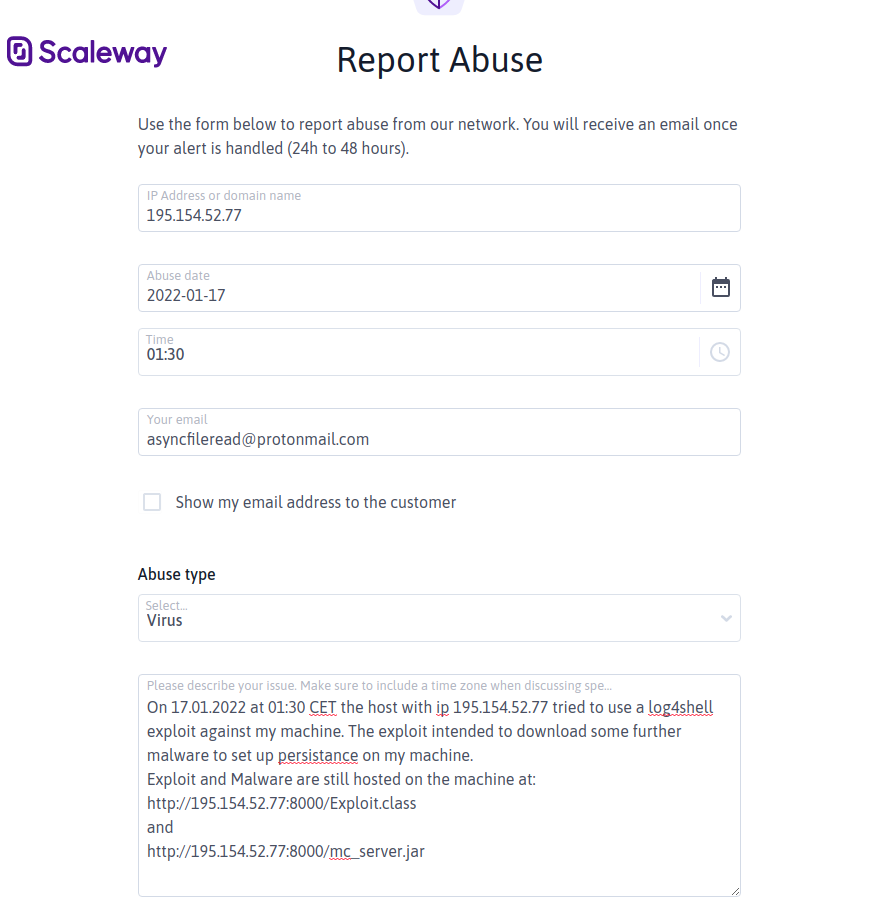 Scaleway
Report Abuse
Use the form below to report abuse from our network. You will receive an email once
your alert is handled (24h to 48 hours).
IP Address or domain name
195.154.52.77
Abuse date
2022-01-17
Time
01:30
Your email
asyncfileread@protonmail.com
Show my email address to the customer
Abuse type
Select...
Virus
Please describe your issue. Make sure to include a time zone when discussing spe...
On 17.01.2022 at 01:30 CET the host with ip 195.154.52.77 tried to use a log4shell
exploit against my machine. The exploit intended to download some further
malware to set up persistance on my machine.
Exploit and Malware are still hosted on the machine at:
http://195.154.52.77:8000/Exploit.class
and
http://195.154.52.77:8000/mc_server.jar